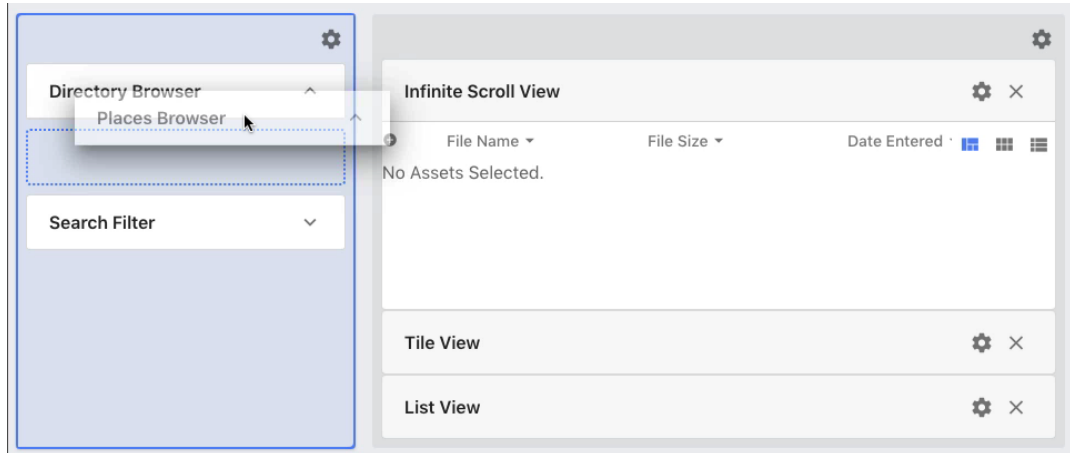 Directory Browser
Places Browser
Search Filter
Infinite Scroll View
File Name File Size Date Entered
No Assets Selected.
Tile View
List View